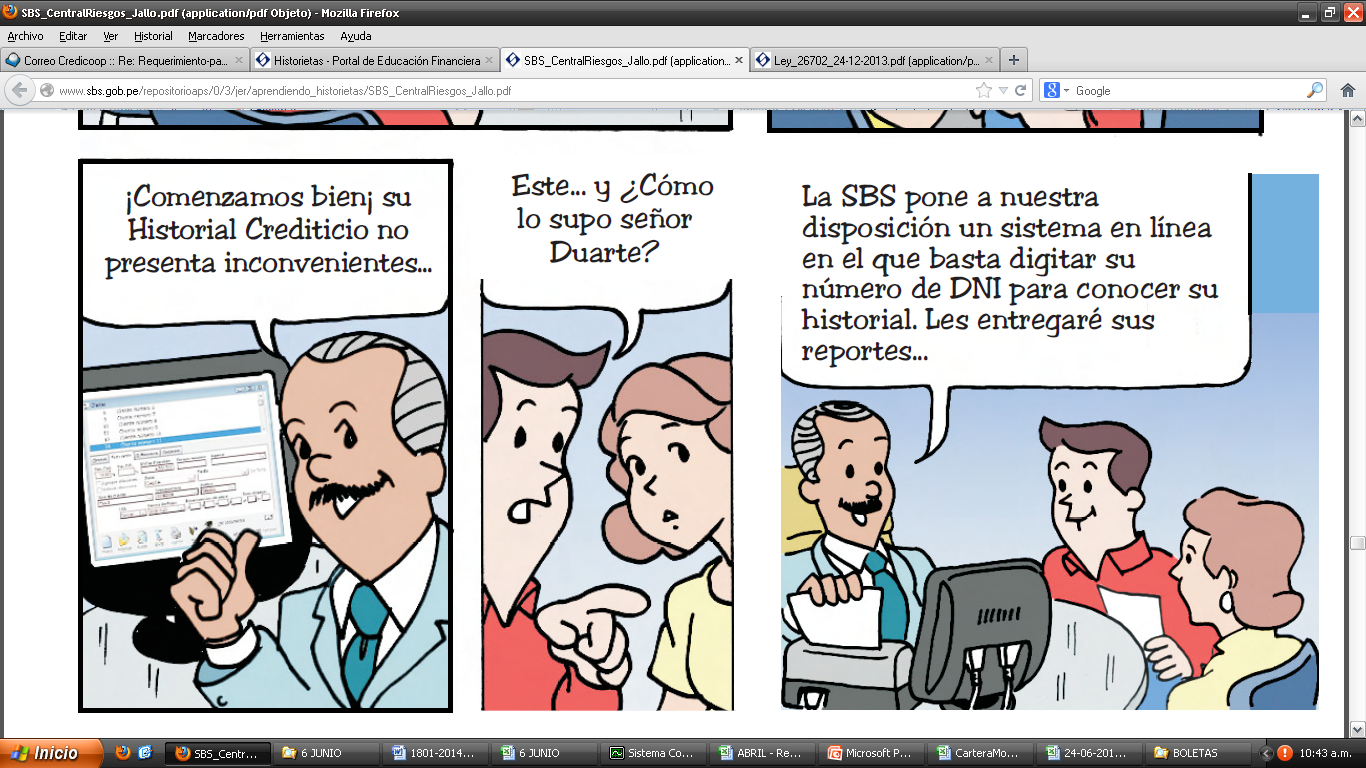 SBS_CentralRiesgos_Jallo.pdf (application/pdf Objeto) - Mozilla Firefox
Archivo Editar Ver Historial Marcadores Herramientas Ayuda
Correo Credicoop :: Re: Requerimiento-pa...
Historietas - Portal de Educación Financiera
SBS_CentralRiesgos_Jallo.pdf (application...
Ley_26702_24-12-2013.pdf (application/p...
www.sbs.gob.pe/repositorioaps/0/3/jer/aprendiendo_historietas/SBS_CentralRiesgos_Jallo.pdf
Google
¡Comenzamos bien¡ su
Historial Crediticio no
presenta inconvenientes...
Este... y ¿Cómo
lo supo señor
Duarte?
La SBS pone a nuestra
disposición un sistema en línea
en el que basta digitar su
número de DNI para conocer su
historial. Les entregaré sus
reportes...
Inicio
SBS_Centr...
6 JUNIO
1801-2014...
6 JUNIO
Sistema Co...
ABRIL - Re...
Microsoft P...
CarteraMo...
24-06-201...
BOLETAS
10:43 a.m.